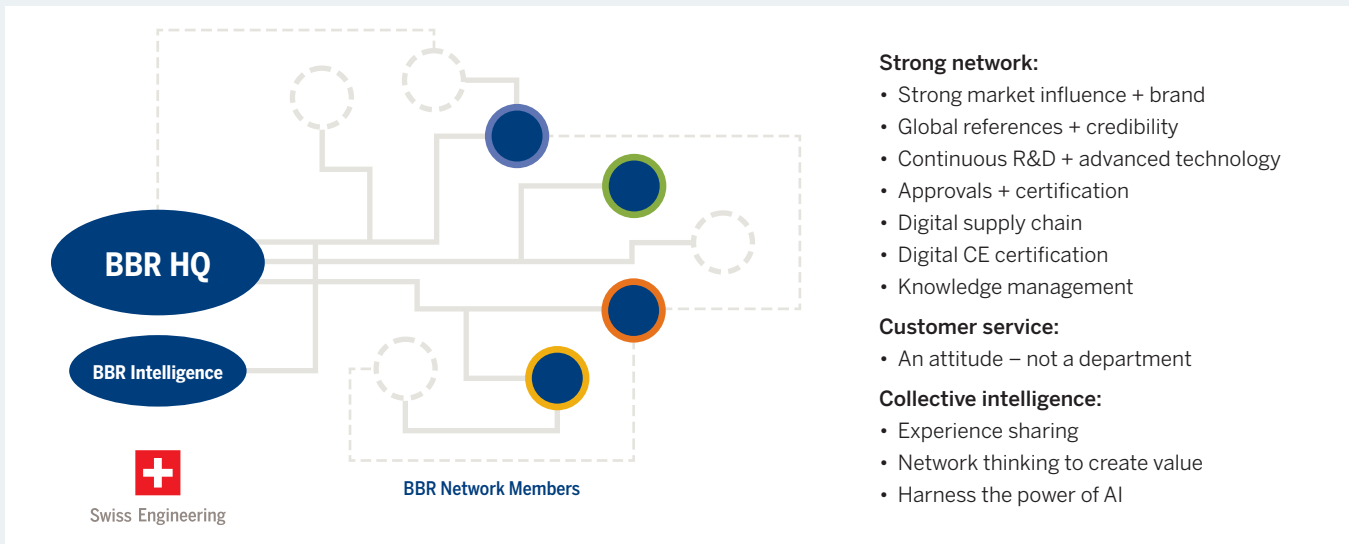 BBR HQ
BBR Intelligence
Swiss Engineering
BBR Network Members
Strong network:
• Strong market influence + brand
• Global references + credibility
• Continuous R&D + advanced technology
• Approvals + certification
• Digital supply chain
• Digital CE certification
• Knowledge management
Customer service:
• An attitude – not a department
Collective intelligence:
• Experience sharing
• Network thinking to create value
• Harness the power of AI